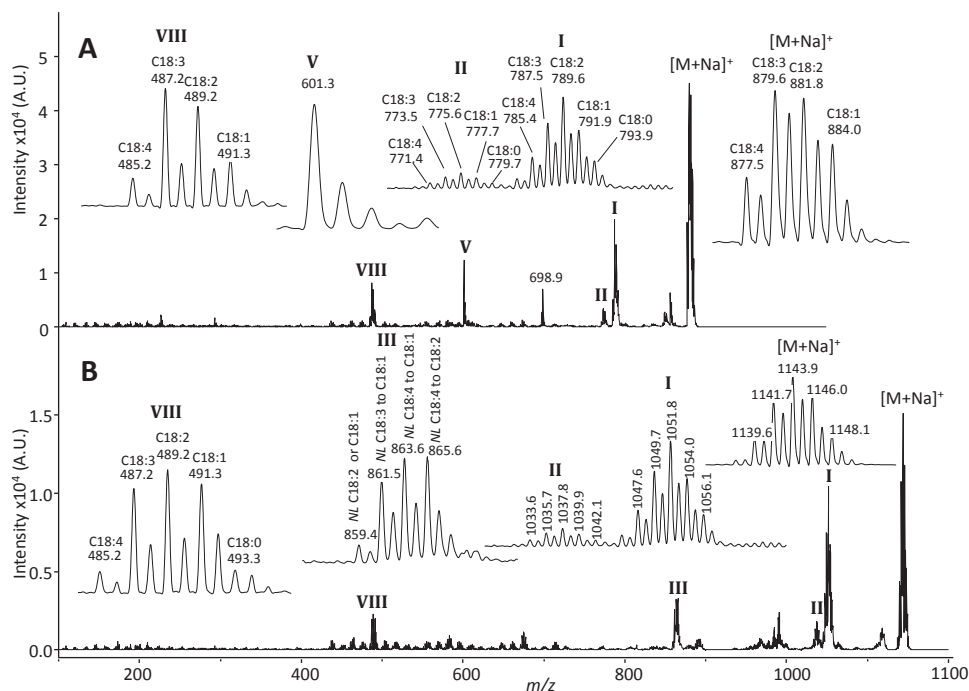 A
Intensity x10⁴ (A.U.)
5
4
3
2
1
0
VIII
C18:3
487.2
C18:2
489.2
C18:4
485.2
C18:1
491.3
V
601.3
II
C18:3
773.5
C18:2
775.6
C18:1
777.7
C18:4
771.4
C18:0
779.7
I
C18:3
787.5
C18:2
789.6
C18:4
785.4
C18:1
791.9
C18:0
793.9
[M+Na]⁺
[M+Na]⁺
C18:3
879.6
C18:2
881.8
C18:1
884.0
C18:4
877.5
VIII
V
698.9
II
I
B
Intensity x10⁴ (A.U.)
1.5
1.0
0.5
0.0
VIII
C18:2
489.2
C18:3
487.2
C18:1
491.3
C18:4
485.2
C18:0
493.3
III
NL C18:2 or C18:1
859.4
NL C18:3 to C18:1
861.5
NL C18:4 to C18:1
863.6
NL C18:4 to C18:2
865.6
II
1033.6
1035.7
1037.8
1039.9
1042.1
I
1047.6
1049.7
1051.8
1054.0
1056.1
[M+Na]⁺
1143.9
1141.7
1146.0
1139.6
1148.1
[M+Na]⁺
VIII
III
II
I
200
400
600
800
1000
1100
m/z